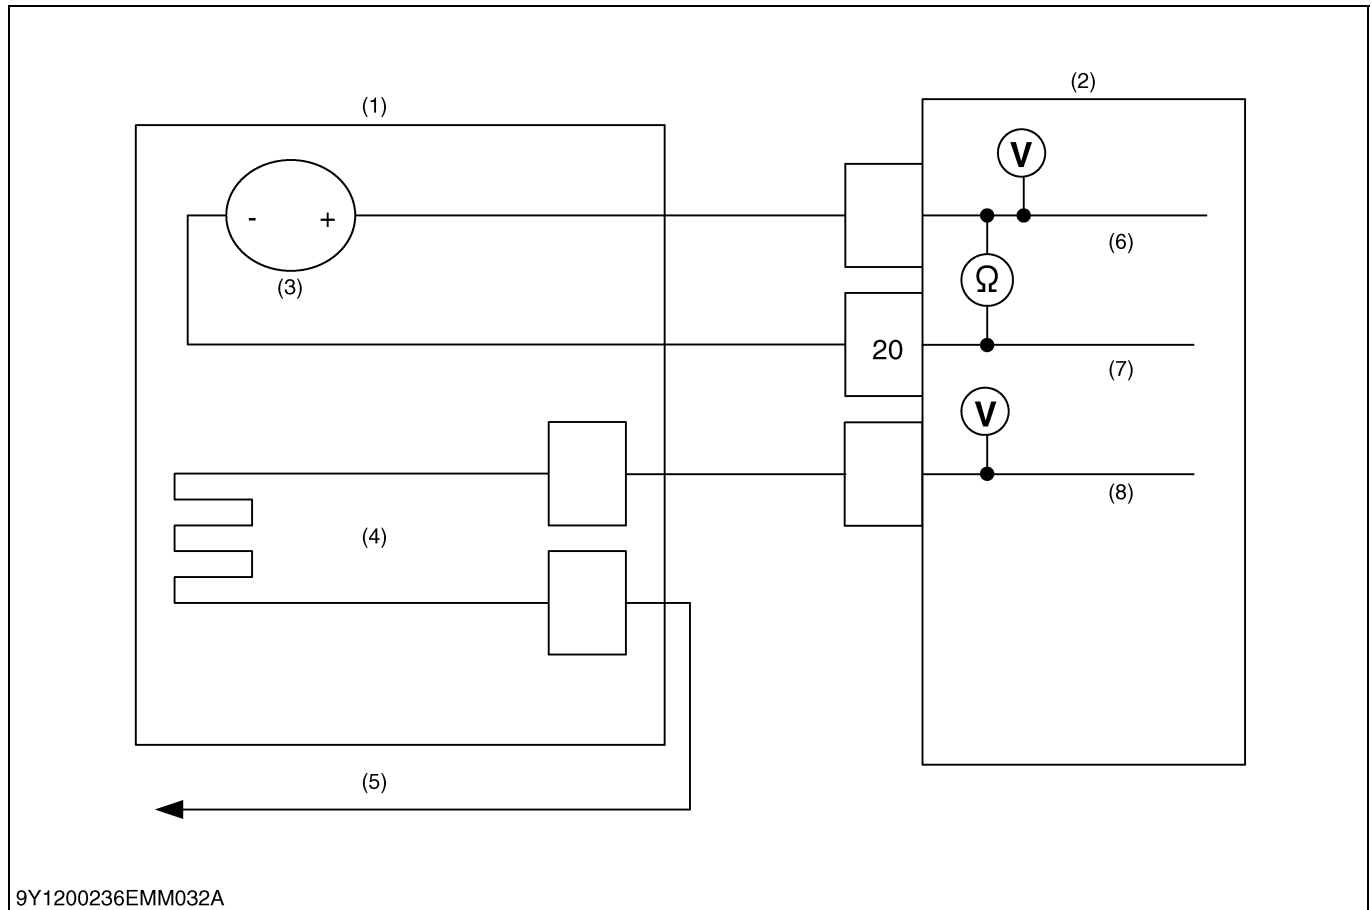 (2)
(1)
V
- +
(6)
(3)
Ω
20
(7)
V
(8)
(4)
(5)
9Y1200236EMM032A